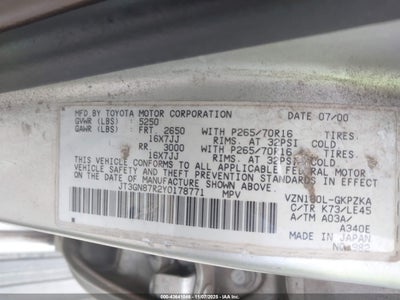 MFD. BY TOYOTA MOTOR CORPORATION DATE 07/00
GVWR (LBS) : 5250
GAWR (LBS) : FRT. 2650 WITH P265/70R16 TIRES.
16X7JJ RIMS. AT 32PSI COLD
RR. 3000 WITH P265/70R16 TIRES.
16X7JJ RIMS. AT 32PSI COLD
THIS VEHICLE CONFORMS TO ALL APPLICABLE FEDERAL MOTOR
VEHICLE SAFETY, BUMPER AND THEFT PREVENTION STANDARDS
IN EFFECT ON THE DATE OF MANUFACTURE SHOWN ABOVE.
JT3GN87R2Y0178771 MPV
VZN180L-GKPZKA
C/TR K73/LE45
A/TM A03A/
A340E
MADE IN JAPAN
000-43641045 - 11/07/2025 - IAA